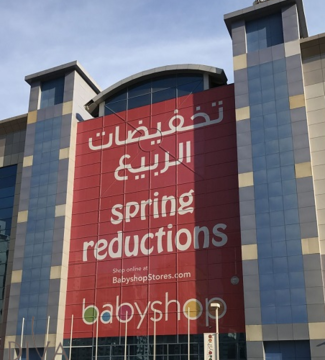 تخفيضات
الربيع
spring
reductions
Shop online at
BabyshopStores.com
babyshop